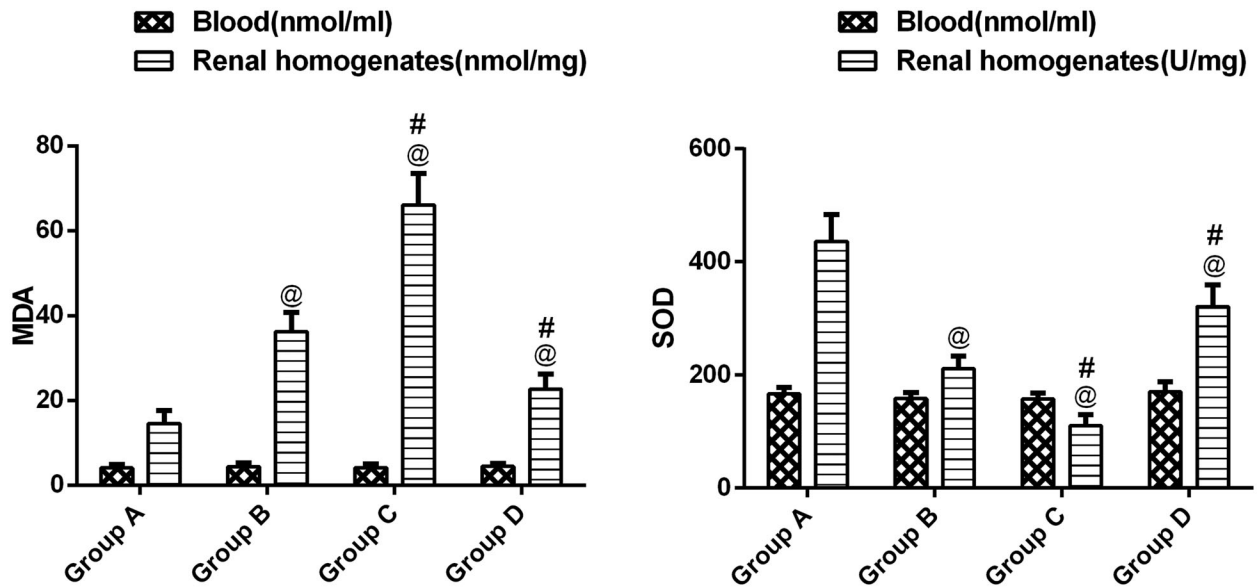 Blood(nmol/ml)
Renal homogenates(nmol/mg)
80
60
40
20
0
MDA
@
#
@
#
@
Group A
Group B
Group C
Group D
Blood(nmol/ml)
Renal homogenates(U/mg)
600
400
200
0
SOD
@
#
@
#
@
Group A
Group B
Group C
Group D